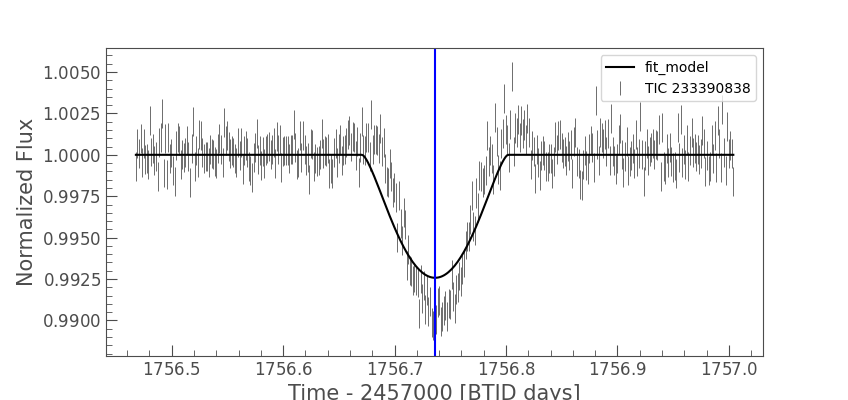 1.0050
1.0025
1.0000
0.9975
0.9950
0.9925
0.9900
Normalized Flux
fit_model
TIC 233390838
1756.5 1756.6 1756.7 1756.8 1756.9 1757.0
Time - 2457000 [BTJD days]